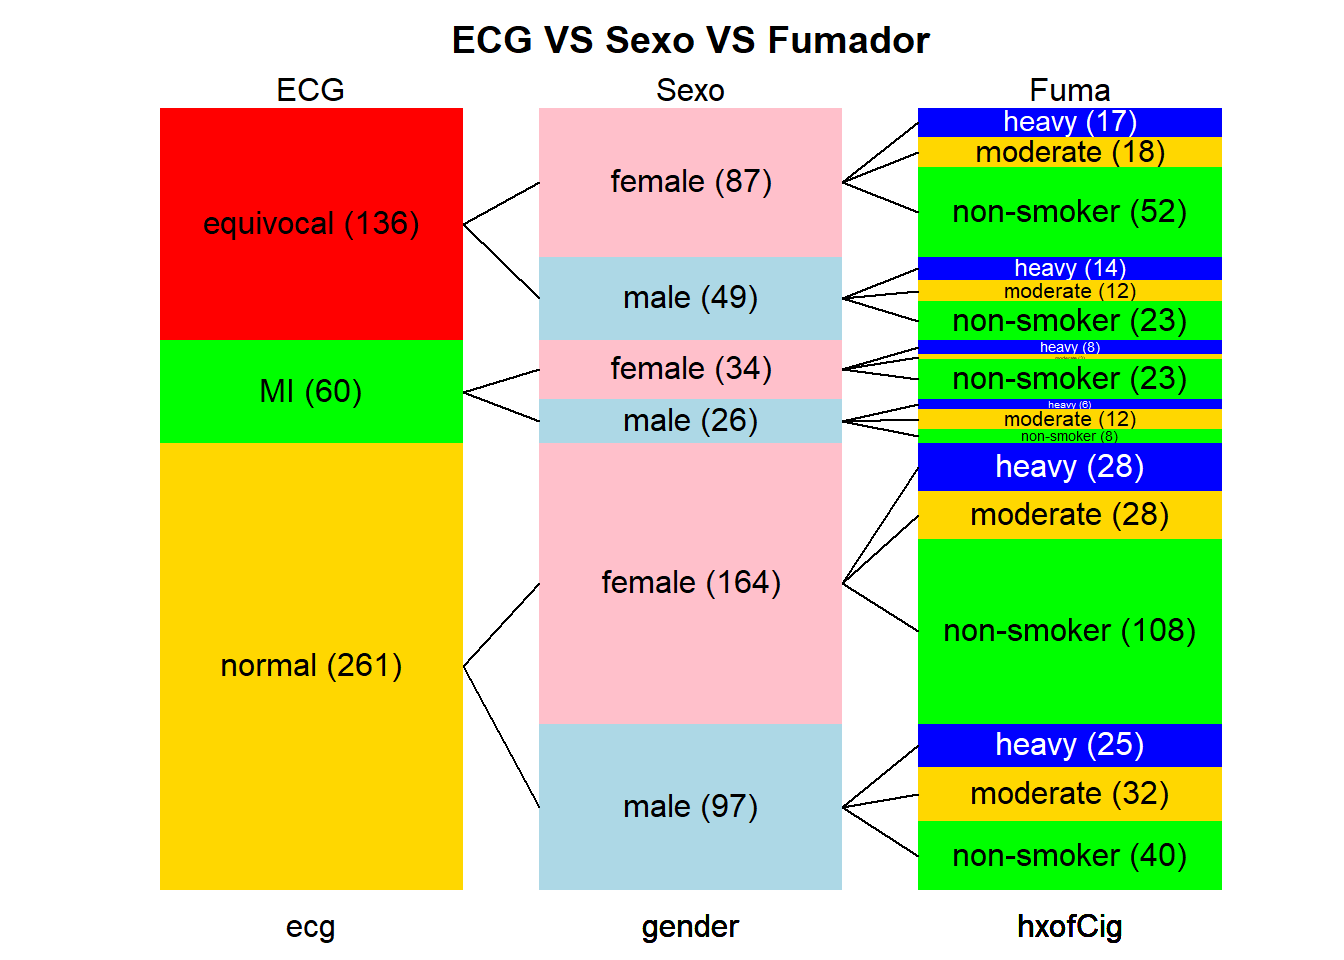 ECG VS Sexo VS Fumador
ECG Sexo Fuma
equivocal (136)
MI (60)
normal (261)
female (87)
male (49)
female (34)
male (26)
female (164)
male (97)
heavy (17)
moderate (18)
non-smoker (52)
heavy (14)
moderate (12)
non-smoker (23)
heavy (8)
non-smoker (23)
heavy (6)
moderate (12)
non-smoker (8)
heavy (28)
moderate (28)
non-smoker (108)
heavy (25)
moderate (32)
non-smoker (40)
ecg gender hxofCig